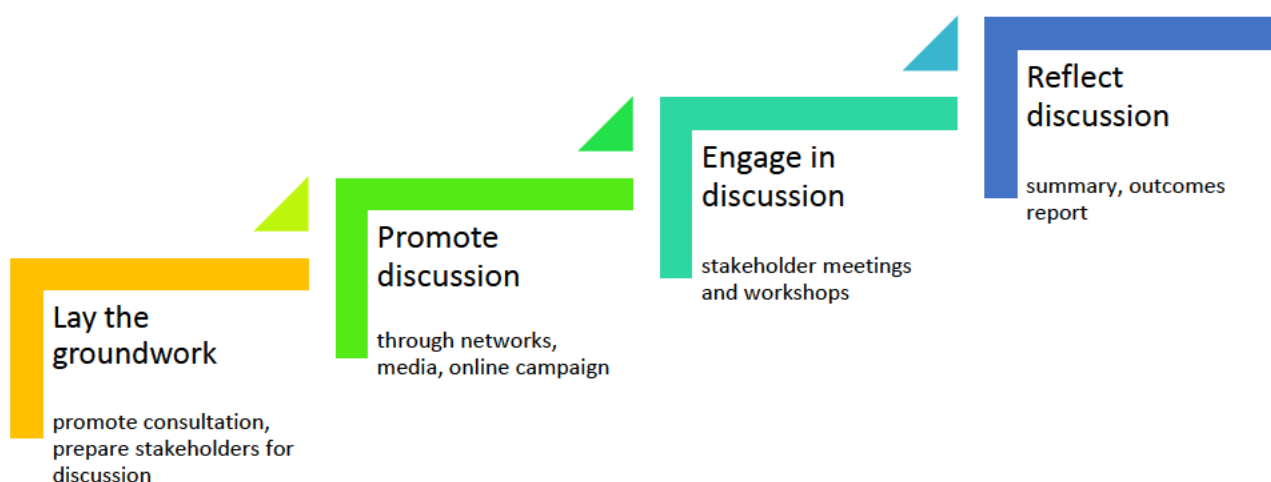 Lay the
groundwork
promote consultation,
prepare stakeholders for
discussion
Promote
discussion
through networks,
media, online campaign
Engage in
discussion
stakeholder meetings
and workshops
Reflect
discussion
summary, outcomes
report